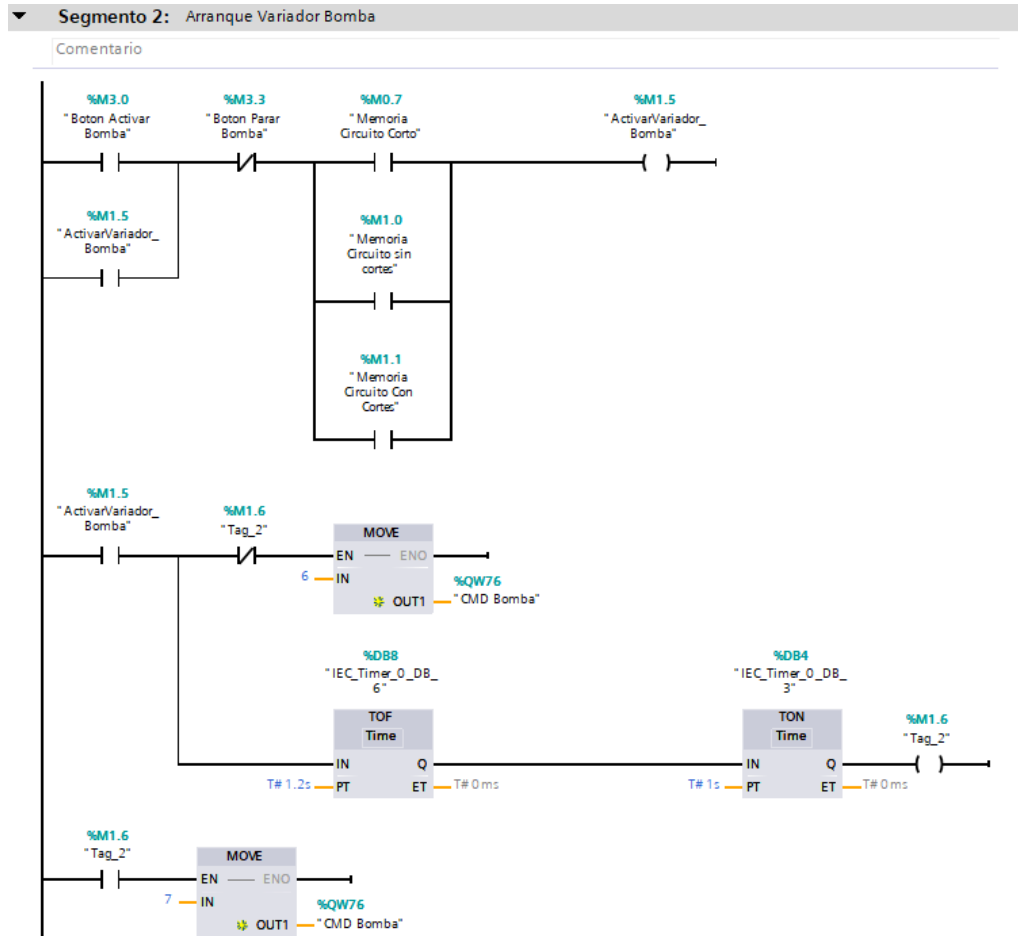 Segmento 2: Arranque Variador Bomba
Comentario
%M3.0 %M3.3 %M0.7 %M1.5
"Boton Activar "Boton Parar "Memoria "ActivarVariador_
Bomba" Bomba" Circuito Corto" Bomba"
%M1.5
"ActivarVariador_
Bomba"
%M1.0
"Memoria
Circuito sin
cortes"
%M1.1
"Memoria
Circuito Con
Cortes"
%M1.5
"ActivarVariador_
Bomba"
%M1.6
"Tag_2"
MOVE
EN ENO
6 IN
%QW76
OUT1 "CMD Bomba"
%DB8 %DB4
"IEC_Timer_0_DB_ "IEC_Timer_0_DB_
6" 3"
TOF TON %M1.6
Time Time "Tag_2"
IN Q IN Q
T#1.2s PT ET T#0ms T#1s PT ET T#0ms
%M1.6
"Tag_2"
MOVE
EN ENO
7 IN
%QW76
OUT1 "CMD Bomba"